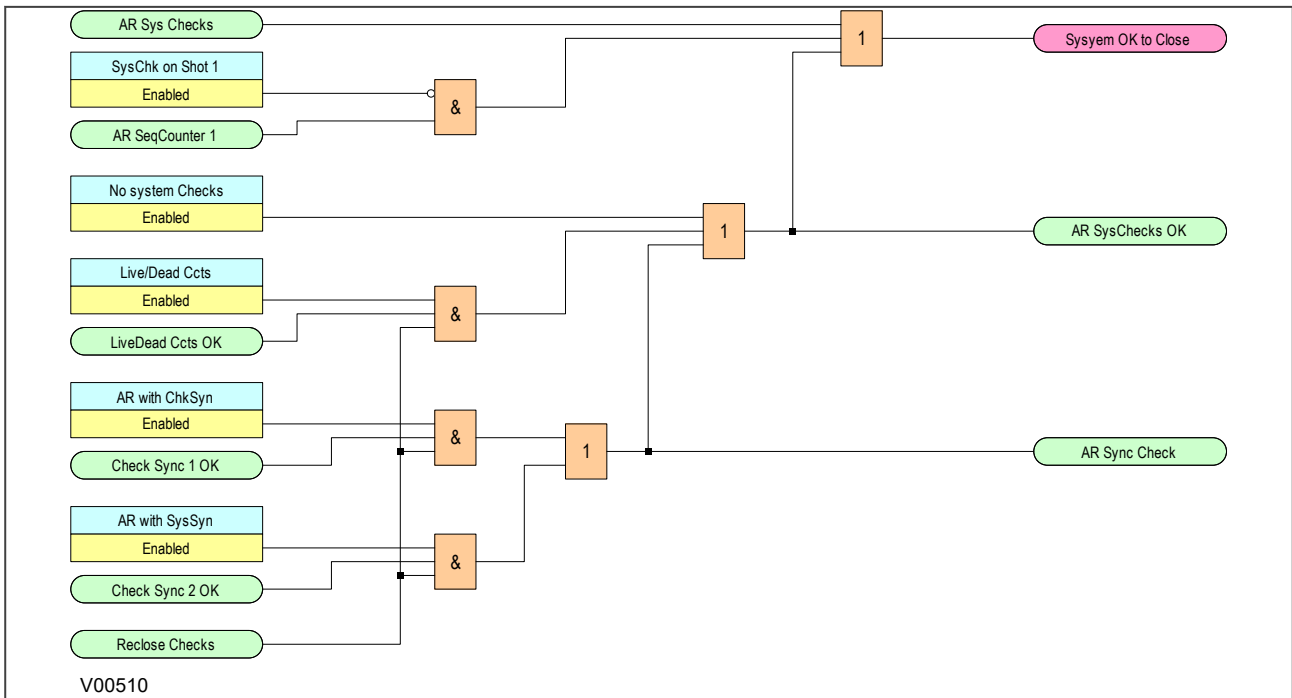 AR Sys Checks
1
Sysyem OK to Close
SysChk on Shot 1
Enabled
&
AR SeqCounter 1
No system Checks
Enabled
1
AR SysChecks OK
Live/Dead Ccts
Enabled
&
LiveDead Ccts OK
AR with ChkSyn
Enabled
&
1
AR Sync Check
Check Sync 1 OK
AR with SysSyn
Enabled
&
Check Sync 2 OK
Reclose Checks
V00510